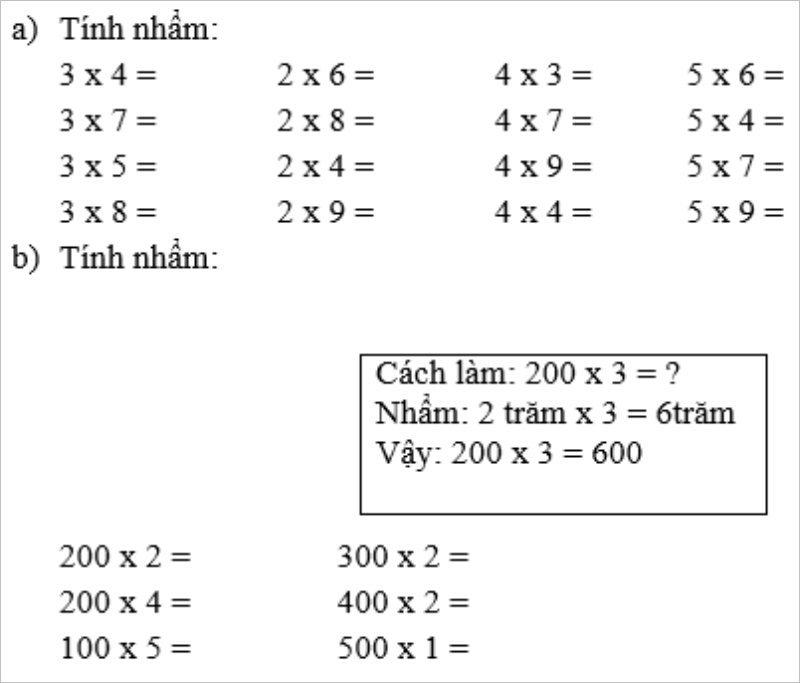 a) Tính nhẩm:
3 x 4 = 2 x 6 = 4 x 3 = 5 x 6 =
3 x 7 = 2 x 8 = 4 x 7 = 5 x 4 =
3 x 5 = 2 x 4 = 4 x 9 = 5 x 7 =
3 x 8 = 2 x 9 = 4 x 4 = 5 x 9 =
b) Tính nhẩm:
Cách làm: 200 x 3 = ?
Nhẩm: 2 trăm x 3 = 6trăm
Vậy: 200 x 3 = 600
200 x 2 = 300 x 2 =
200 x 4 = 400 x 2 =
100 x 5 = 500 x 1 =